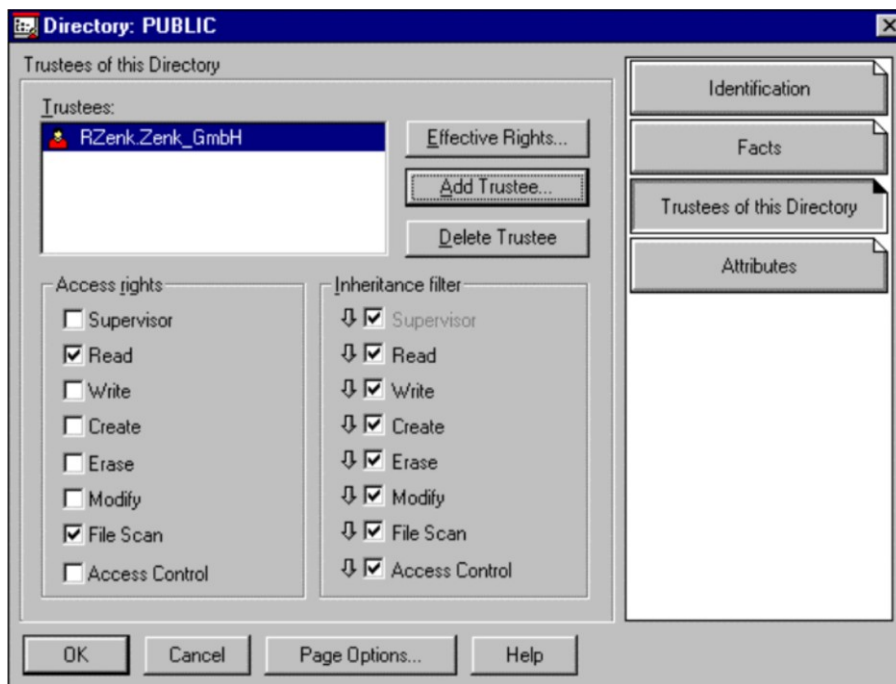 Directory: PUBLIC
Trustees of this Directory
Trustees:
RZenk.Zenk_GmbH
Effective Rights...
Add Trustee...
Delete Trustee
Access rights
Supervisor
Read
Write
Create
Erase
Modify
File Scan
Access Control
Inheritance filter
Supervisor
Read
Write
Create
Erase
Modify
File Scan
Access Control
Identification
Facts
Trustees of this Directory
Attributes
OK
Cancel
Page Options...
Help